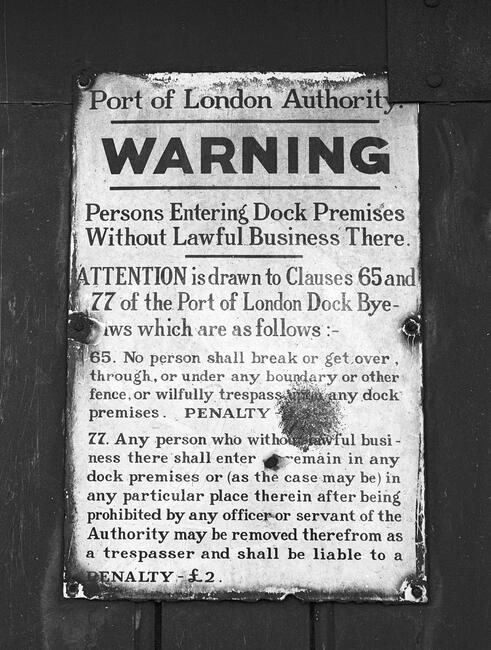 Port of London Authority.
WARNING
Persons Entering Dock Premises
Without Lawful Business There.
ATTENTION is drawn to Clauses 65 and
77 of the Port of London Dock Bye-
aws which are as follows :-
65. No person shall break or get over,
through, or under any boundary or other
fence, or wilfully trespass any dock
premises. PENALTY
77. Any person who without lawful busi-
ness there shall enter remain in any
dock premises or (as the case may be) in
any particular place therein after being
prohibited by any officer or servant of the
Authority may be removed therefrom as
a trespasser and shall be liable to a
PENALTY - £2.